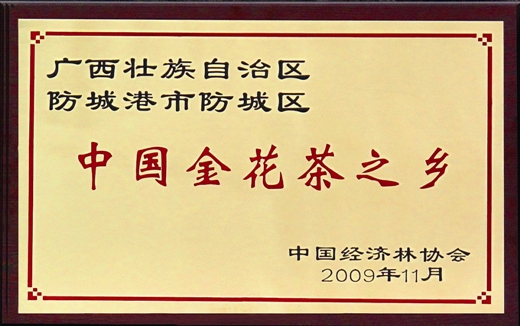 广西壮族自治区
防城港市防城区
中国金花茶之乡
中国经济林协会
2009年11月